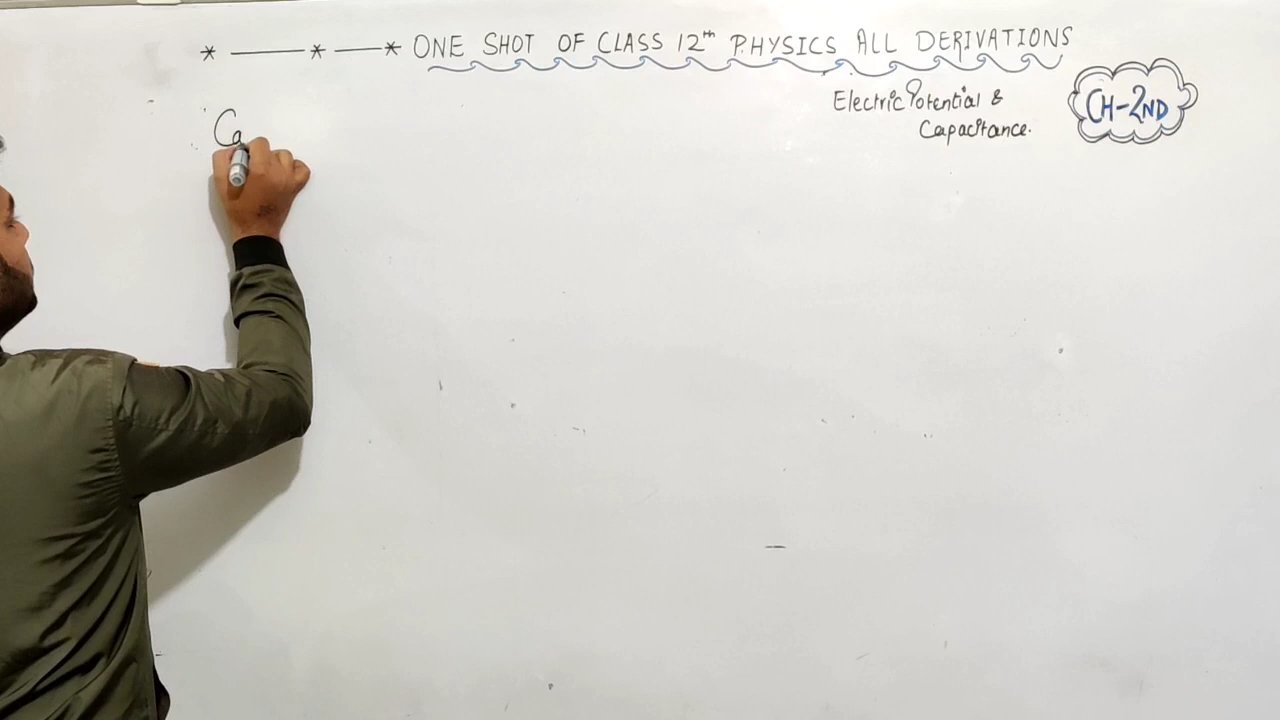 * —— * —— * ONE SHOT OF CLASS 12th PHYSICS ALL DERIVATIONS
Electric Potential &
Capacitance.
CH-2ND
Ca